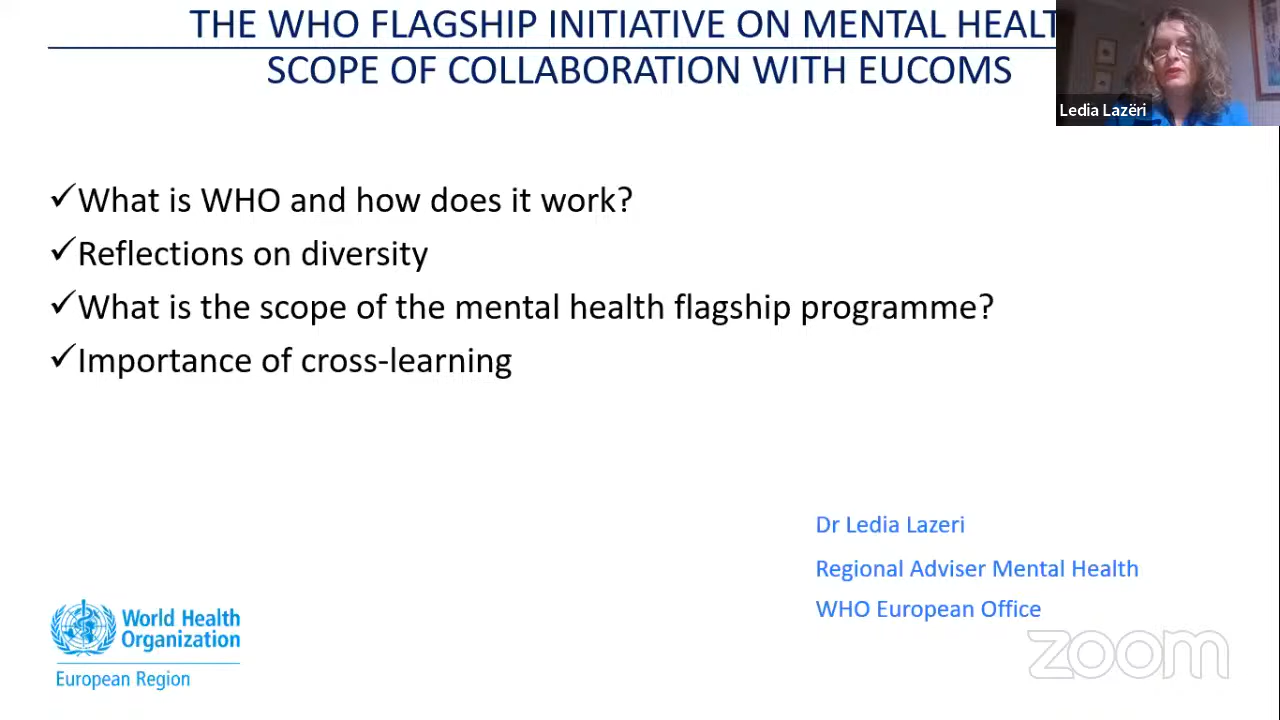 THE WHO FLAGSHIP INITIATIVE ON MENTAL HEALT
SCOPE OF COLLABORATION WITH EUCOMS
Ledia Lazëri
✓What is WHO and how does it work?
✓Reflections on diversity
✓What is the scope of the mental health flagship programme?
✓Importance of cross-learning
Dr Ledia Lazeri
Regional Adviser Mental Health
WHO European Office
World Health
Organization
European Region
zoom